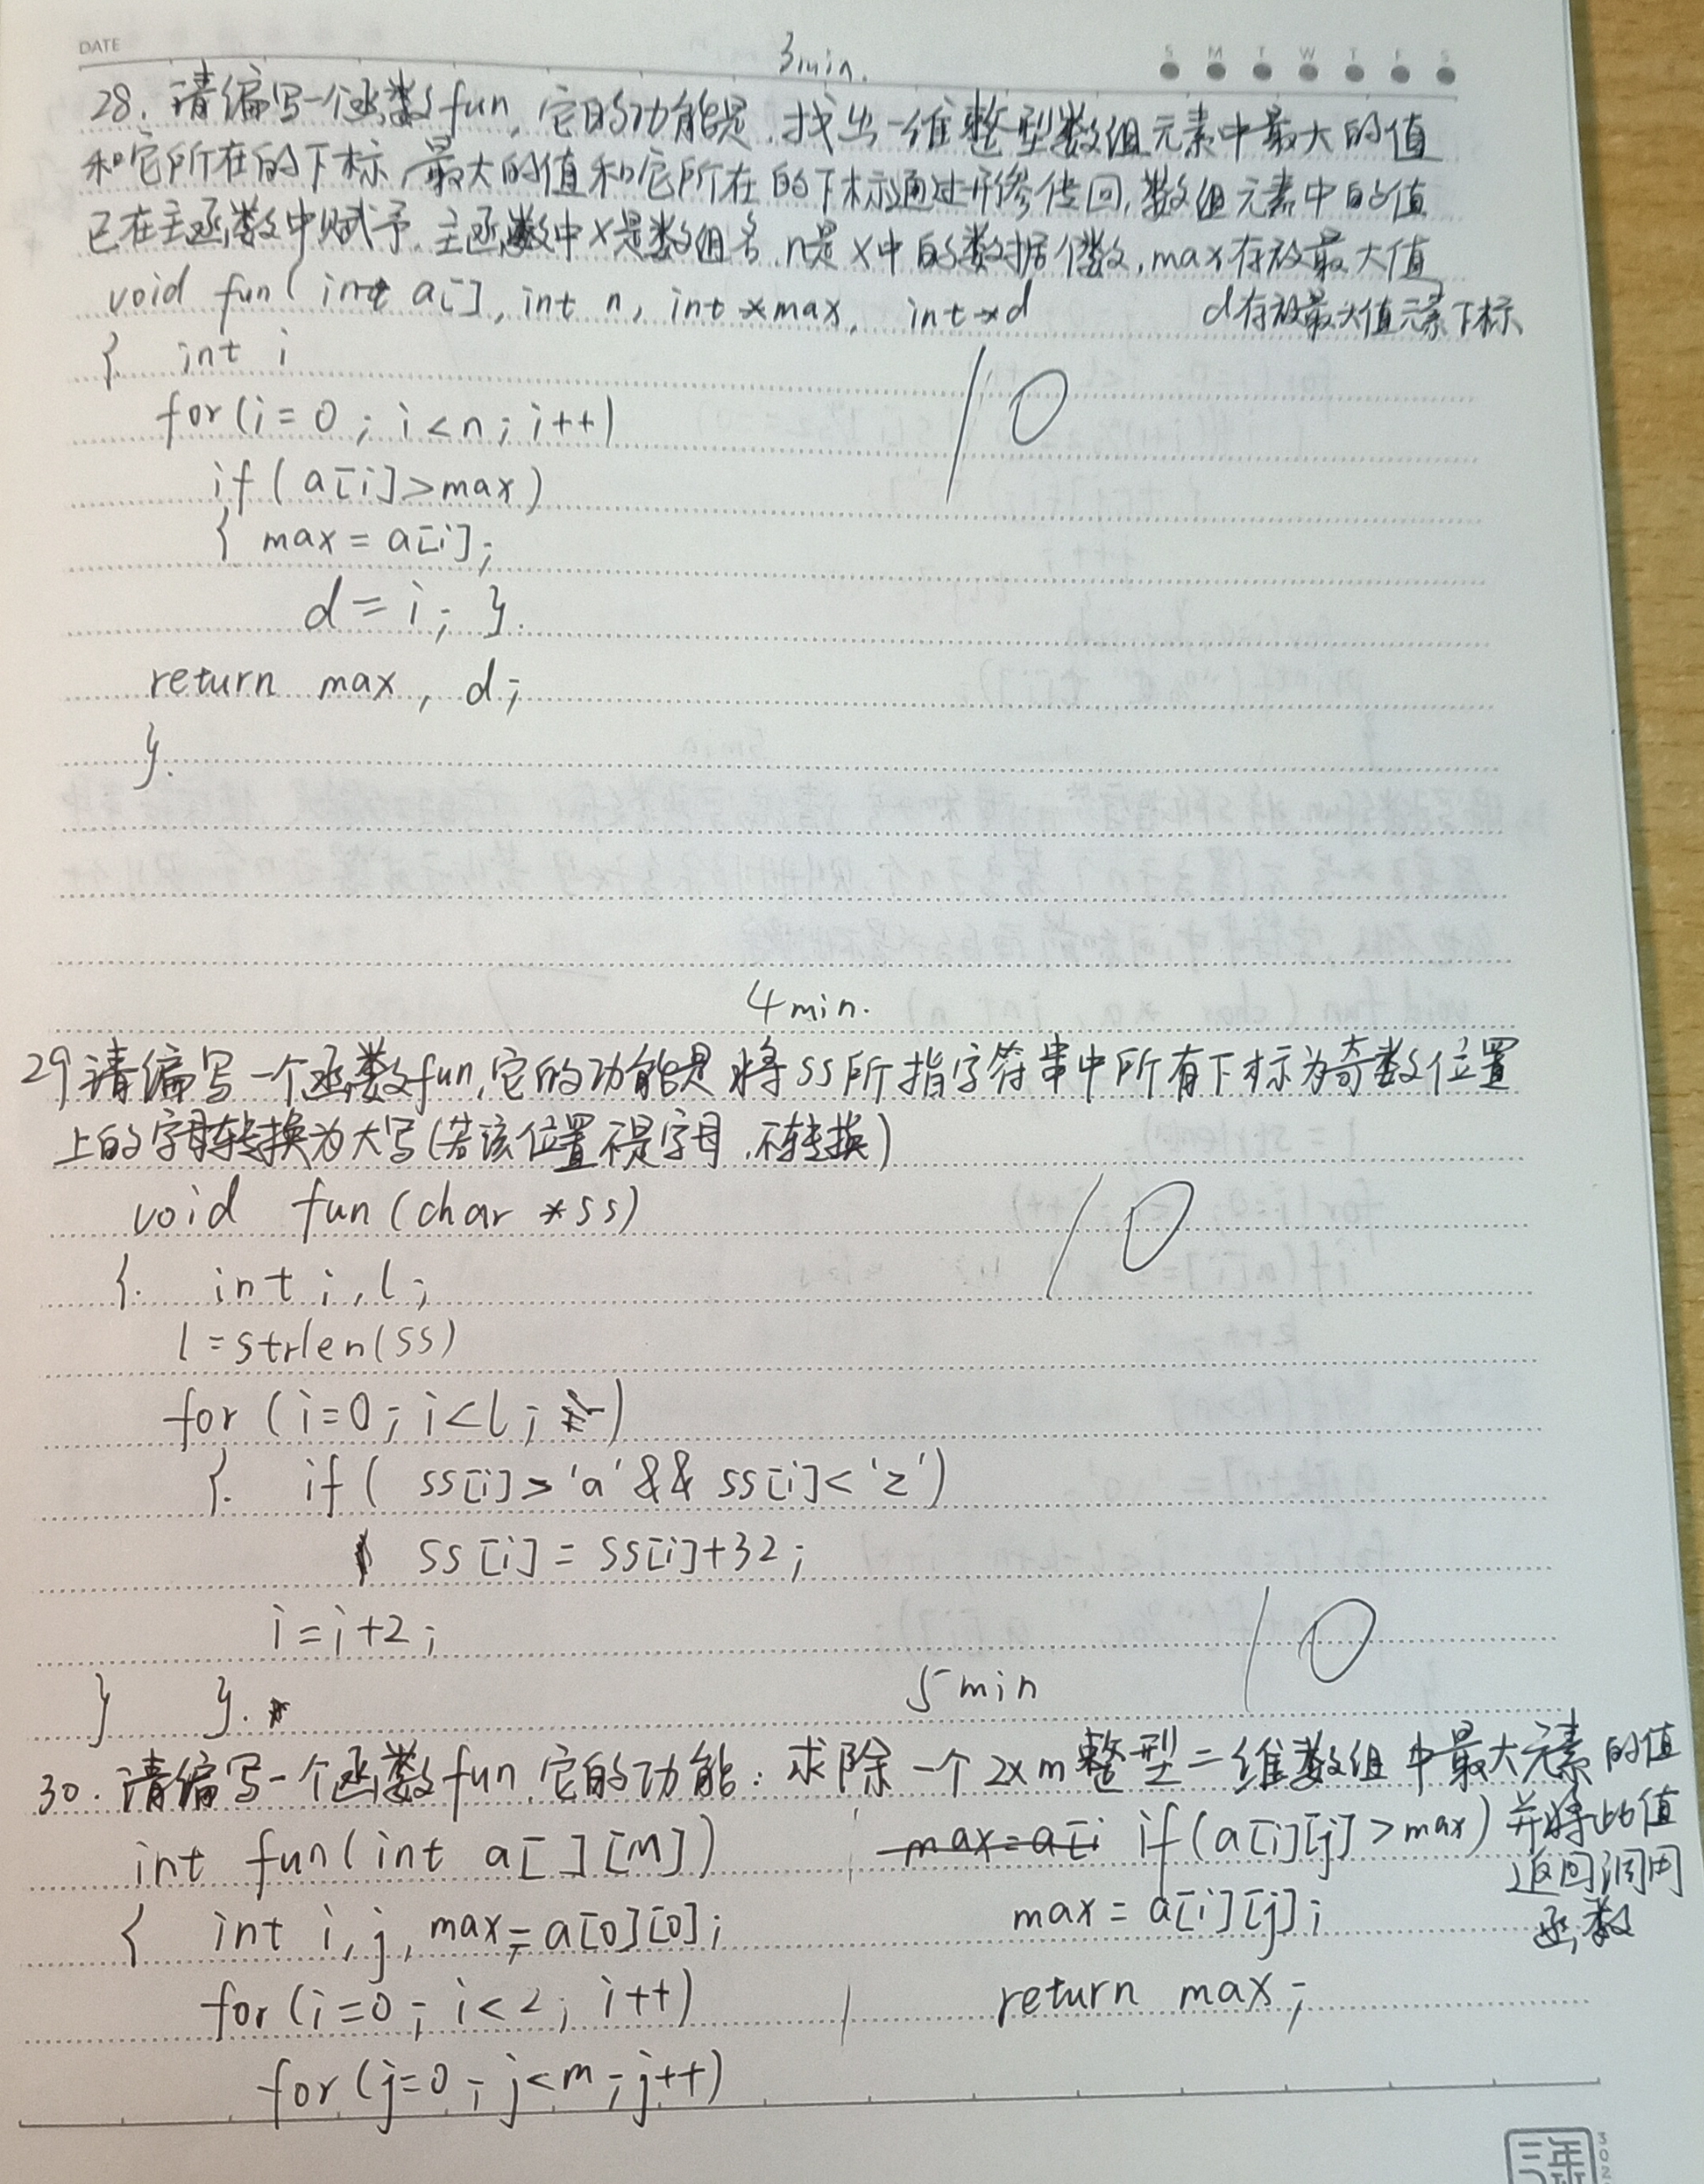 DATE
3min.
S M T W T F S
28. 请编写一个函数fun, 它的功能是, 找出一维整型数组元素中最大的值
和它所在的下标, 最大的值和它所在的下标通过形参传回, 数组元素中的值
已在主函数中赋予. 主函数中x是数组名, n是x中的数据个数, max存放最大值
d存放最大值元素下标
void fun(int a[], int n, int *max, int *d
{ int i
for(i=0; i<n; i++)
if(a[i]>max)
{ max=a[i];
d=i; }.
return max, d;
}.
10
4min.
29 请编写一个函数fun, 它的功能是 将ss所指字符串中所有下标为奇数位置
上的字母转换为大写(若该位置不是字母, 不转换)
void fun(char *ss)
{. int i, l;
l=strlen(ss)
for (i=0; i<l; )
{. if( ss[i]>'a' && ss[i]<'z')
ss[i]=ss[i]+32;
i=i+2;
} }.
10
5min
10
30. 请编写一个函数fun, 它的功能: 求除一个2xm整型二维数组中最大元素的值
并将此值
返回调用
函数
int fun(int a[ ][M])
{ int i, j, max=a[0][0];
for(i=0; i<2; i++)
for(j=0; j<m; j++)
max=a[i if(a[i][j]>max)
max=a[i][j];
return max;
三年